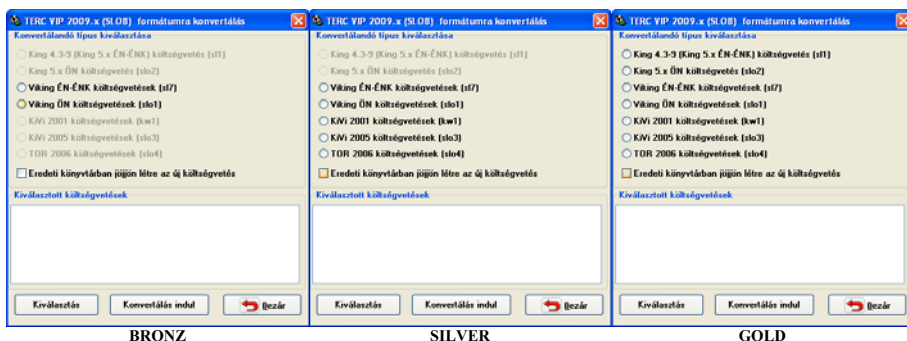 TERC VIP 2009.x (SLO8) formátumra konvertálás
Konvertálandó típus kiválasztása
King 4.3-9 (King 5.x ÉN-ÉNK) költségvetés (sl1)
King 5.x ÖN költségvetés (slo2)
Viking ÉN-ÉNK költségvetések (sl7)
Viking ÖN költségvetések (slo1)
KiVi 2001 költségvetések (kw1)
KiVi 2005 költségvetések (slo3)
TOR 2006 költségvetések (slo4)
Eredeti könyvtárban jöjjön létre az új költségvetés
Kiválasztott költségvetések
Kiválasztás
Konvertálás indul
Bezár
BRONZ
TERC VIP 2009.x (SLO8) formátumra konvertálás
Konvertálandó típus kiválasztása
King 4.3-9 (King 5.x ÉN-ÉNK) költségvetés (sl1)
King 5.x ÖN költségvetés (slo2)
Viking ÉN-ÉNK költségvetések (sl7)
Viking ÖN költségvetések (slo1)
KiVi 2001 költségvetések (kw1)
KiVi 2005 költségvetések (slo3)
TOR 2006 költségvetések (slo4)
Eredeti könyvtárban jöjjön létre az új költségvetés
Kiválasztott költségvetések
Kiválasztás
Konvertálás indul
Bezár
SILVER
TERC VIP 2009.x (SLO8) formátumra konvertálás
Konvertálandó típus kiválasztása
King 4.3-9 (King 5.x ÉN-ÉNK) költségvetés (sl1)
King 5.x ÖN költségvetés (slo2)
Viking ÉN-ÉNK költségvetések (sl7)
Viking ÖN költségvetések (slo1)
KiVi 2001 költségvetések (kw1)
KiVi 2005 költségvetések (slo3)
TOR 2006 költségvetések (slo4)
Eredeti könyvtárban jöjjön létre az új költségvetés
Kiválasztott költségvetések
Kiválasztás
Konvertálás indul
Bezár
GOLD